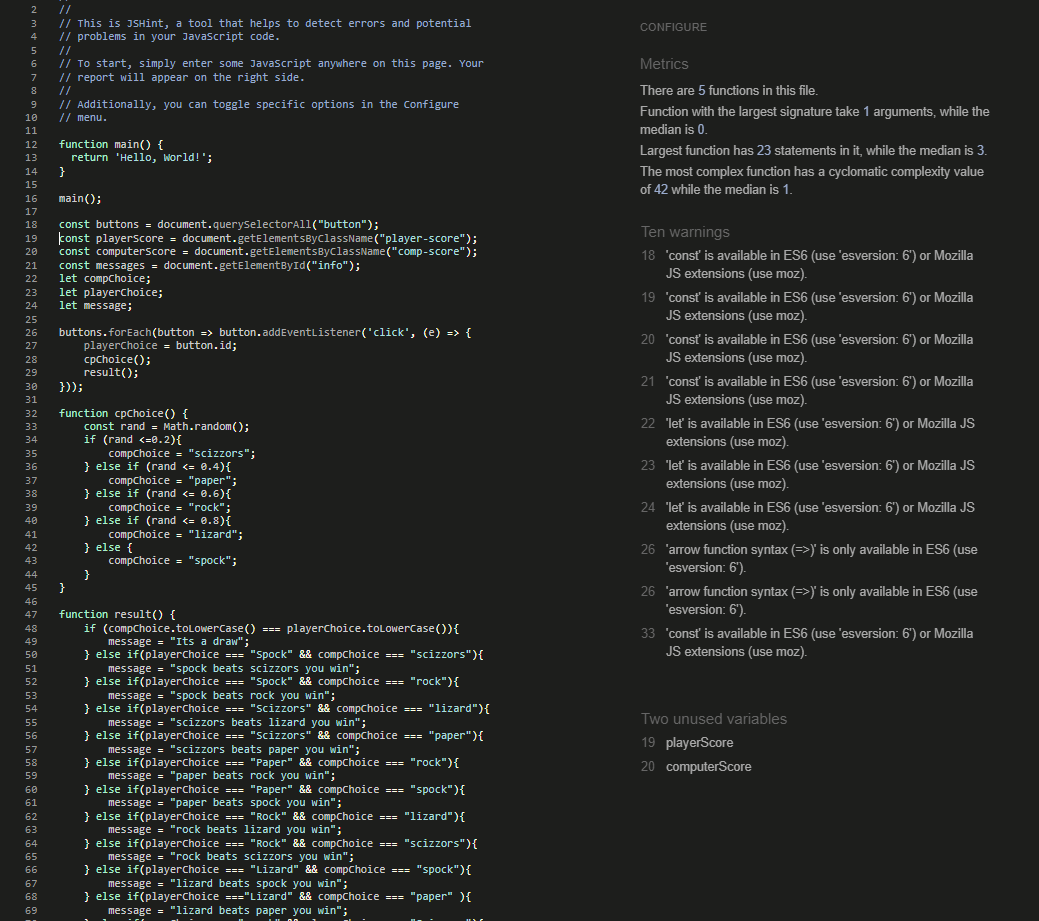 2 //
3 // This is JSHint, a tool that helps to detect errors and potential
4 // problems in your JavaScript code.
5 //
6 // To start, simply enter some JavaScript anywhere on this page. Your
7 // report will appear on the right side.
8 //
9 // Additionally, you can toggle specific options in the Configure
10 // menu.
11
12 function main() {
13 return 'Hello, World!';
14 }
15
16 main();
17
18 const buttons = document.querySelectorAll("button");
19 const playerScore = document.getElementsByClassName("player-score");
20 const computerScore = document.getElementsByClassName("comp-score");
21 const messages = document.getElementById("info");
22 let compChoice;
23 let playerChoice;
24 let message;
25
26 buttons.forEach(button => button.addEventListener('click', (e) => {
27 playerChoice = button.id;
28 cpChoice();
29 result();
30 }));
31
32 function cpChoice() {
33 const rand = Math.random();
34 if (rand <=0.2){
35 compChoice = "scizzors";
36 } else if (rand <= 0.4){
37 compChoice = "paper";
38 } else if (rand <= 0.6){
39 compChoice = "rock";
40 } else if (rand <= 0.8){
41 compChoice = "lizard";
42 } else {
43 compChoice = "spock";
44 }
45 }
46
47 function result() {
48 if (compChoice.toLowerCase() === playerChoice.toLowerCase()){
49 message = "Its a draw";
50 } else if(playerChoice === "Spock" && compChoice === "scizzors"){
51 message = "spock beats scizzors you win";
52 } else if(playerChoice === "Spock" && compChoice === "rock"){
53 message = "spock beats rock you win";
54 } else if(playerChoice === "Scizzors" && compChoice === "lizard"){
55 message = "scizzors beats lizard you win";
56 } else if(playerChoice === "Scizzors" && compChoice === "paper"){
57 message = "scizzors beats paper you win";
58 } else if(playerChoice === "Paper" && compChoice === "rock"){
59 message = "paper beats rock you win";
60 } else if(playerChoice === "Paper" && compChoice === "spock"){
61 message = "paper beats spock you win";
62 } else if(playerChoice === "Rock" && compChoice === "lizard"){
63 message = "rock beats lizard you win";
64 } else if(playerChoice === "Rock" && compChoice === "scizzors"){
65 message = "rock beats scizzors you win";
66 } else if(playerChoice === "Lizard" && compChoice === "spock"){
67 message = "lizard beats spock you win";
68 } else if(playerChoice ==="Lizard" && compChoice === "paper" ){
69 message = "lizard beats paper you win";
CONFIGURE
Metrics
There are 5 functions in this file.
Function with the largest signature take 1 arguments, while the
median is 0.
Largest function has 23 statements in it, while the median is 3.
The most complex function has a cyclomatic complexity value
of 42 while the median is 1.
Ten warnings
18 'const' is available in ES6 (use 'esversion: 6') or Mozilla
JS extensions (use moz).
19 'const' is available in ES6 (use 'esversion: 6') or Mozilla
JS extensions (use moz).
20 'const' is available in ES6 (use 'esversion: 6') or Mozilla
JS extensions (use moz).
21 'const' is available in ES6 (use 'esversion: 6') or Mozilla
JS extensions (use moz).
22 'let' is available in ES6 (use 'esversion: 6') or Mozilla JS
extensions (use moz).
23 'let' is available in ES6 (use 'esversion: 6') or Mozilla JS
extensions (use moz).
24 'let' is available in ES6 (use 'esversion: 6') or Mozilla JS
extensions (use moz).
26 'arrow function syntax (=>)' is only available in ES6 (use
'esversion: 6').
26 'arrow function syntax (=>)' is only available in ES6 (use
'esversion: 6').
33 'const' is available in ES6 (use 'esversion: 6') or Mozilla
JS extensions (use moz).
Two unused variables
19 playerScore
20 computerScore